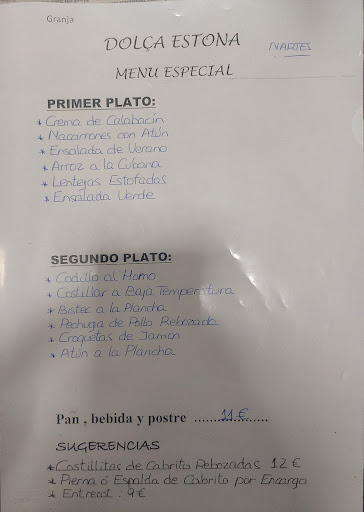 Granja
DOLÇA ESTONA
MARTES
MENU ESPECIAL
PRIMER PLATO:
* Crema de Calabacín
* Macarrones con Atún
* Ensalada de Verano
* Arroz a la Cubana
* Lentejas Estofadas
* Ensalada Verde
SEGUNDO PLATO:
* Codillo al Horno
* Costillar a Baja Temperatura
* Bistec a la Plancha
* Pechuga de Pollo Rebozada
* Croquetas de Jamon
* Atún a la Plancha
Pan , bebida y postre ......11 €......
SUGERENCIAS
* Costillitas de Cabrito Rebozadas 12 €
* Pierna ó Espalda de Cabrito por Encargo
* Entrecot . 9 €